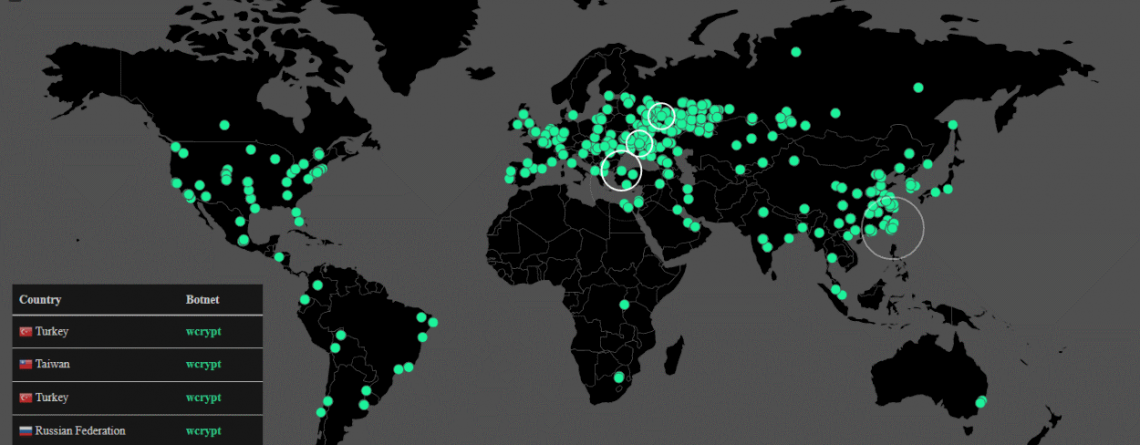 Country Botnet
Turkey wcrypt
Taiwan wcrypt
Turkey wcrypt
Russian Federation wcrypt